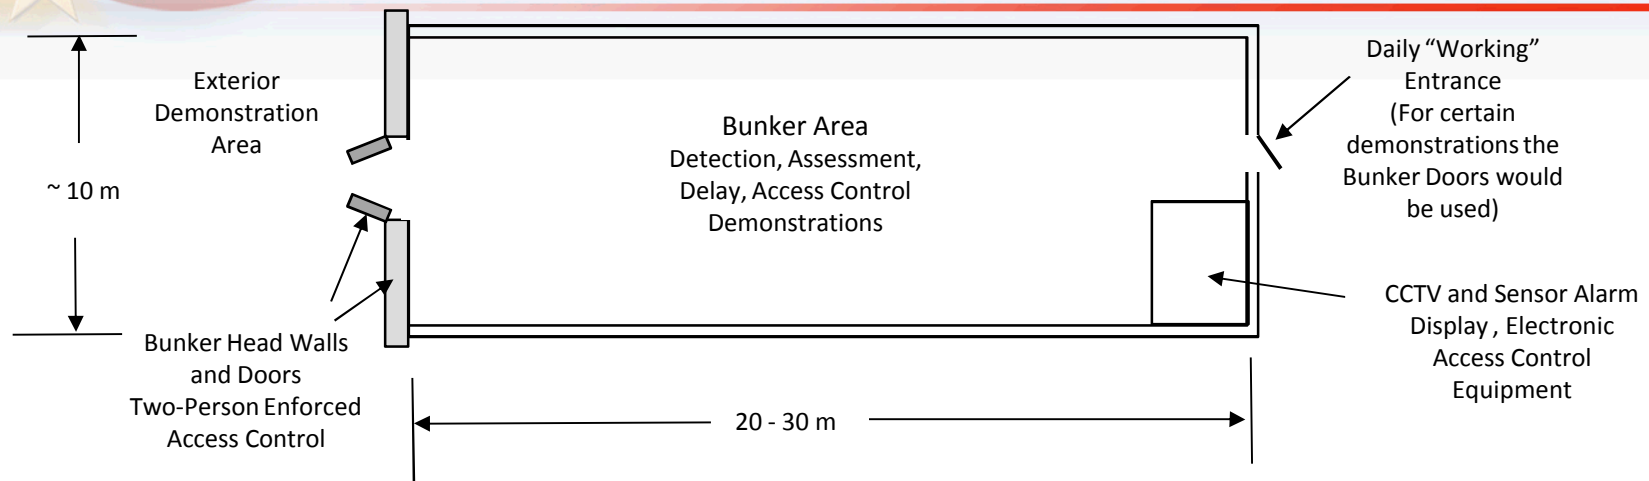 ~ 10 m
Exterior
Demonstration
Area
Bunker Head Walls
and Doors
Two-Person Enforced
Access Control
Bunker Area
Detection, Assessment,
Delay, Access Control
Demonstrations
20 - 30 m
Daily “Working”
Entrance
(For certain
demonstrations the
Bunker Doors would
be used)
CCTV and Sensor Alarm
Display , Electronic
Access Control
Equipment